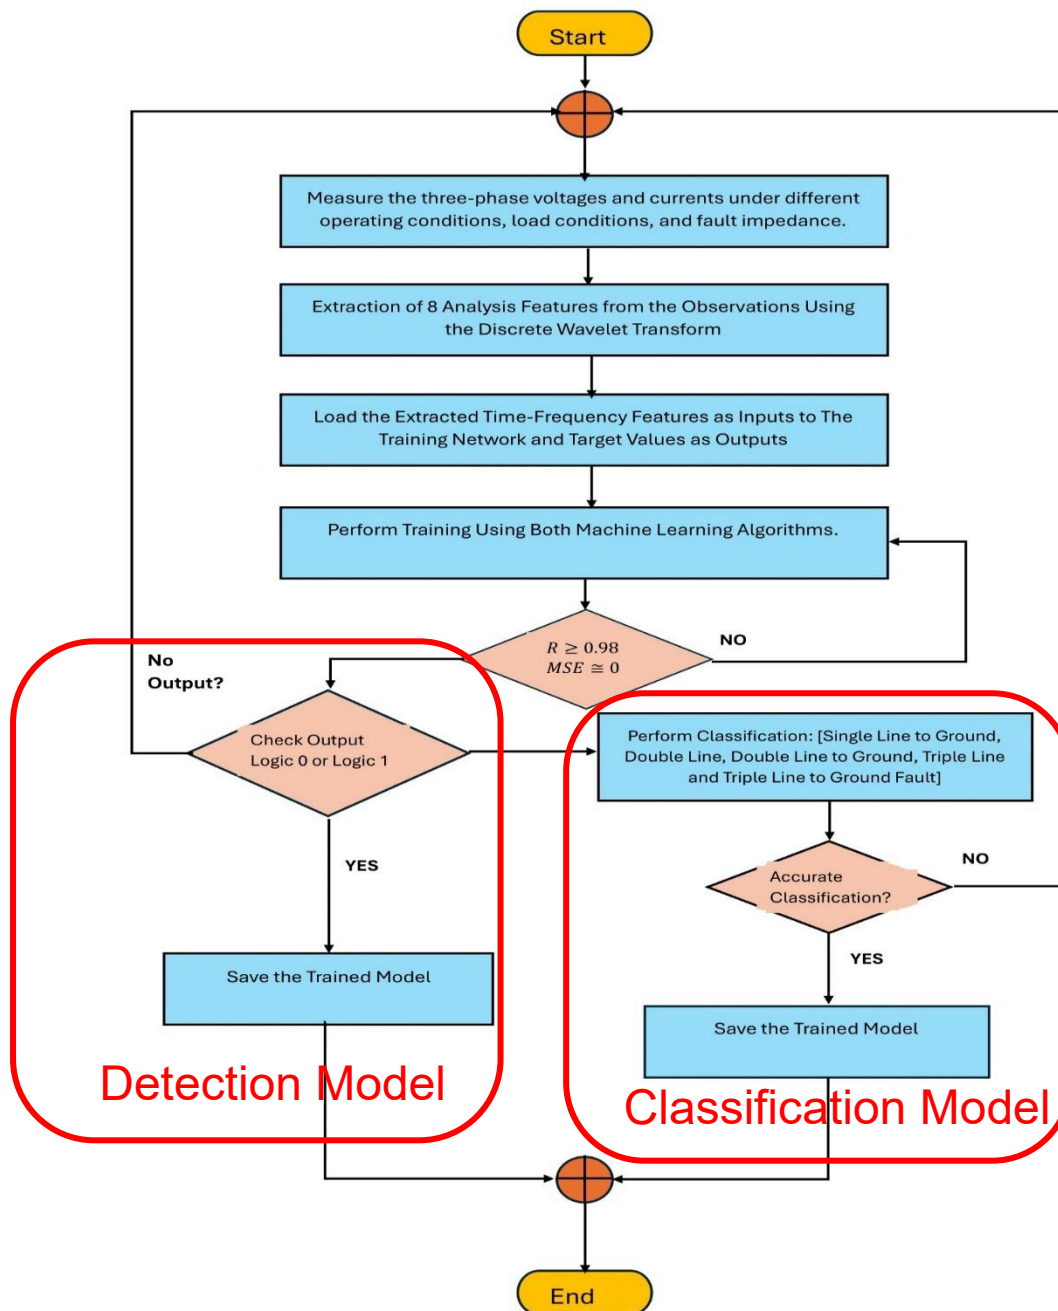 Start
Measure the three-phase voltages and currents under different
operating conditions, load conditions, and fault impedance.
Extraction of 8 Analysis Features from the Observations Using
the Discrete Wavelet Transform
Load the Extracted Time-Frequency Features as Inputs to The
Training Network and Target Values as Outputs
Perform Training Using Both Machine Learning Algorithms.
R ≥ 0.98
MSE ≅ 0
NO
No
Output?
Check Output
Logic 0 or Logic 1
YES
Save the Trained Model
Detection Model
Perform Classification: [Single Line to Ground,
Double Line, Double Line to Ground, Triple Line
and Triple Line to Ground Fault]
Accurate
Classification?
NO
YES
Save the Trained Model
Classification Model
End